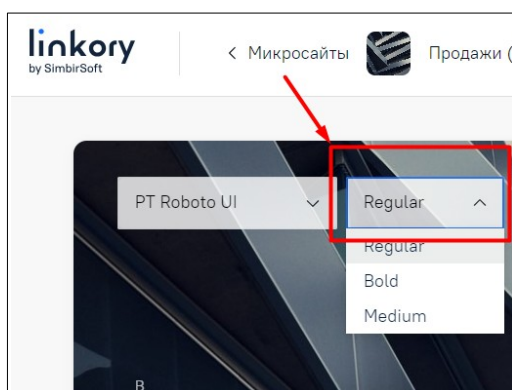 linkory
by SimbirSoft
< Микросайты
Продажи (
PT Roboto UI
Regular
Regular
Bold
Medium
В